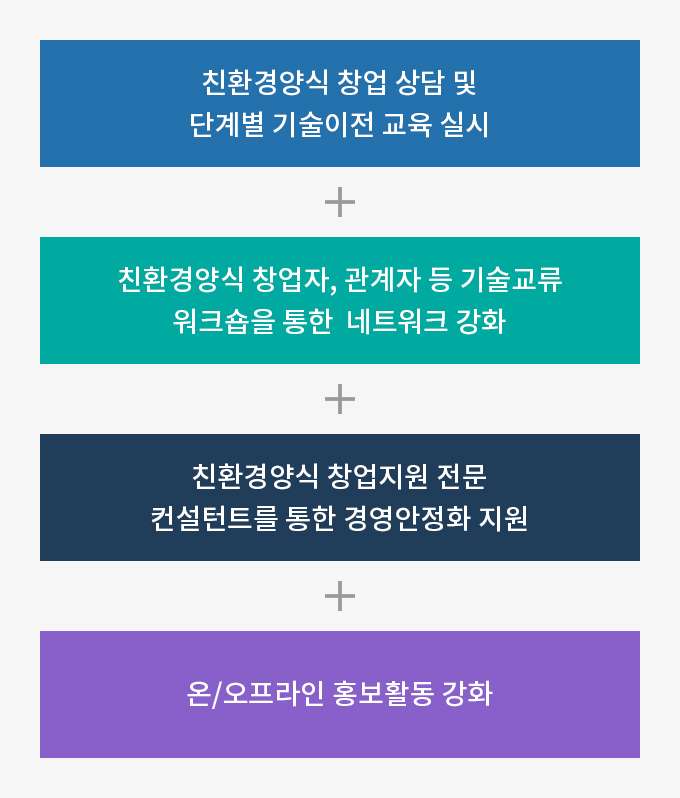 친환경양식 창업 상담 및
단계별 기술이전 교육 실시
+
친환경양식 창업자, 관계자 등 기술교류
워크숍을 통한 네트워크 강화
+
친환경양식 창업지원 전문
컨설턴트를 통한 경영안정화 지원
+
온/오프라인 홍보활동 강화